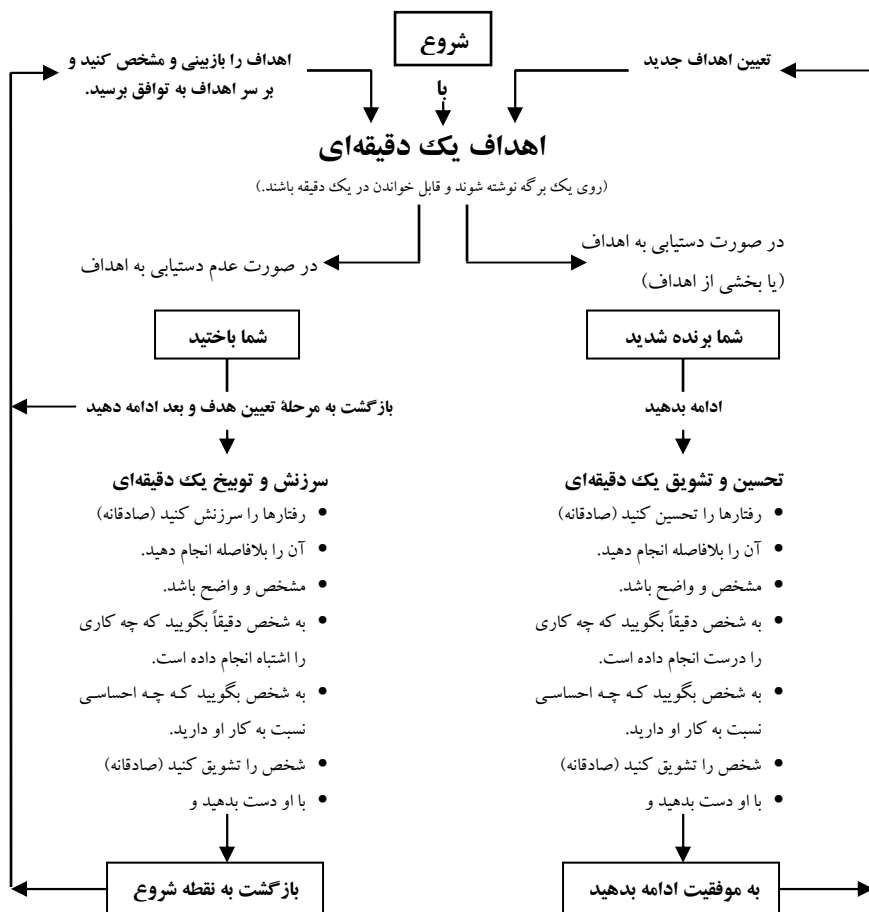 شروع
تعیین اهداف جدید
اهداف را بازبینی و مشخص کنید و
بر سر اهداف به توافق برسید.
با
اهداف یک دقیقه‌ای
(روی یک برگه نوشته شوند و قابل خواندن در یک دقیقه باشند.)
در صورت دستیابی به اهداف
(یا بخشی از اهداف)
در صورت عدم دستیابی به اهداف
شما برنده شدید
ادامه بدهید
تحسین و تشویق یک دقیقه‌ای
• رفتارها را تحسین کنید (صادقانه)
• آن را بلافاصله انجام دهید.
• مشخص و واضح باشد.
• به شخص دقیقاً بگویید که چه کاری
را درست انجام داده است.
• به شخص بگویید کـه چـه احساسـی
نسبت به کار او دارید.
• شخص را تشویق کنید (صادقانه)
• با او دست بدهید و
به موفقیت ادامه بدهید
شما باختید
بازگشت به مرحلهٔ تعیین هدف و بعد ادامه دهید
سرزنش و توبیخ یک دقیقه‌ای
• رفتارها را سرزنش کنید (صادقانه)
• آن را بلافاصله انجام دهید.
• مشخص و واضح باشد.
• به شخص دقیقاً بگویید که چه کاری
را اشتباه انجام داده است.
• به شخص بگویید کـه چـه احساسـی
نسبت به کار او دارید.
• شخص را تشویق کنید (صادقانه)
• با او دست بدهید و
بازگشت به نقطه شروع